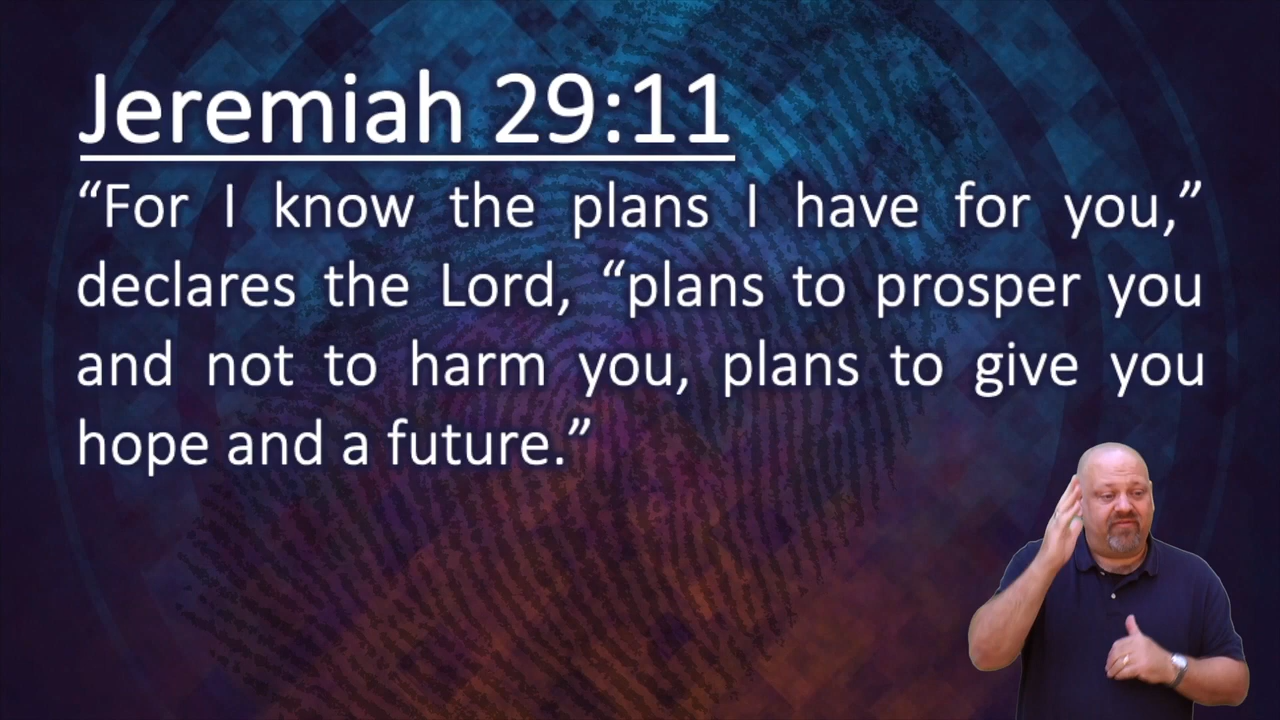 Jeremiah 29:11
“For I know the plans I have for you,”
declares the Lord, “plans to prosper you
and not to harm you, plans to give you
hope and a future.”